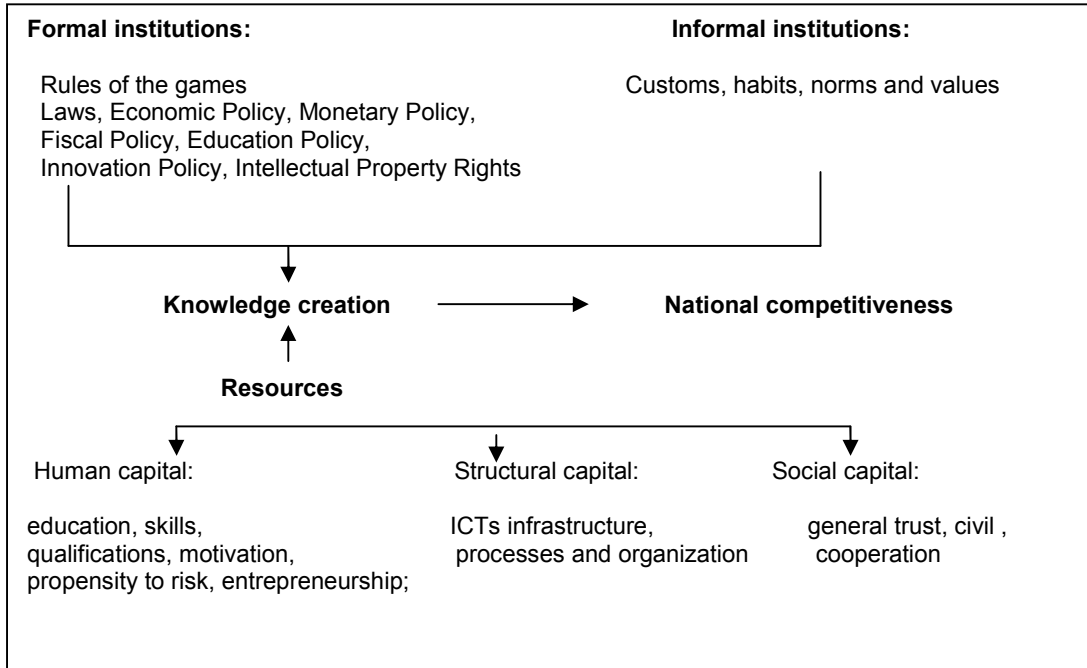 Formal institutions:
Informal institutions:
Rules of the games
Laws, Economic Policy, Monetary Policy,
Fiscal Policy, Education Policy,
Innovation Policy, Intellectual Property Rights
Customs, habits, norms and values
Knowledge creation
National competitiveness
Resources
Human capital:
education, skills,
qualifications, motivation,
propensity to risk, entrepreneurship;
Structural capital:
ICTs infrastructure,
processes and organization
Social capital:
general trust, civil ,
cooperation